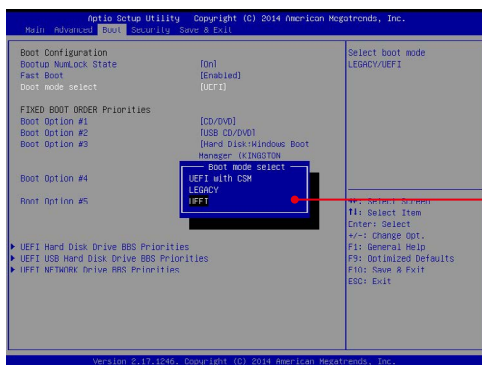 Aptio Setup Utility Copyright (C) 2014 American Megatrends, Inc.
Main Advanced Boot Security Save & Exit
Boot Configuration
Bootup NumLock State [On]
Fast Boot [Enabled]
Boot mode select [UEFI]
FIXED BOOT ORDER Priorities
Boot Option #1 [CD/DVD]
Boot Option #2 [USB CD/DVD]
Boot Option #3 [Hard Disk:Windows Boot
Manager (KINGSTON
Boot mode select
UEFI with CSM
LEGACY
UEFI
Boot Option #4
Boot Option #5
UEFI Hard Disk Drive BBS Priorities
UEFI USB Hard Disk Drive BBS Priorities
UEFI NETWORK Drive BBS Priorities
Select boot mode
LEGACY/UEFI
: Select Screen
↑↓: Select Item
Enter: Select
+/-: Change Opt.
F1: General Help
F9: Optimized Defaults
F10: Save & Exit
ESC: Exit
Version 2.17.1246. Copyright (C) 2014 American Megatrends, Inc.